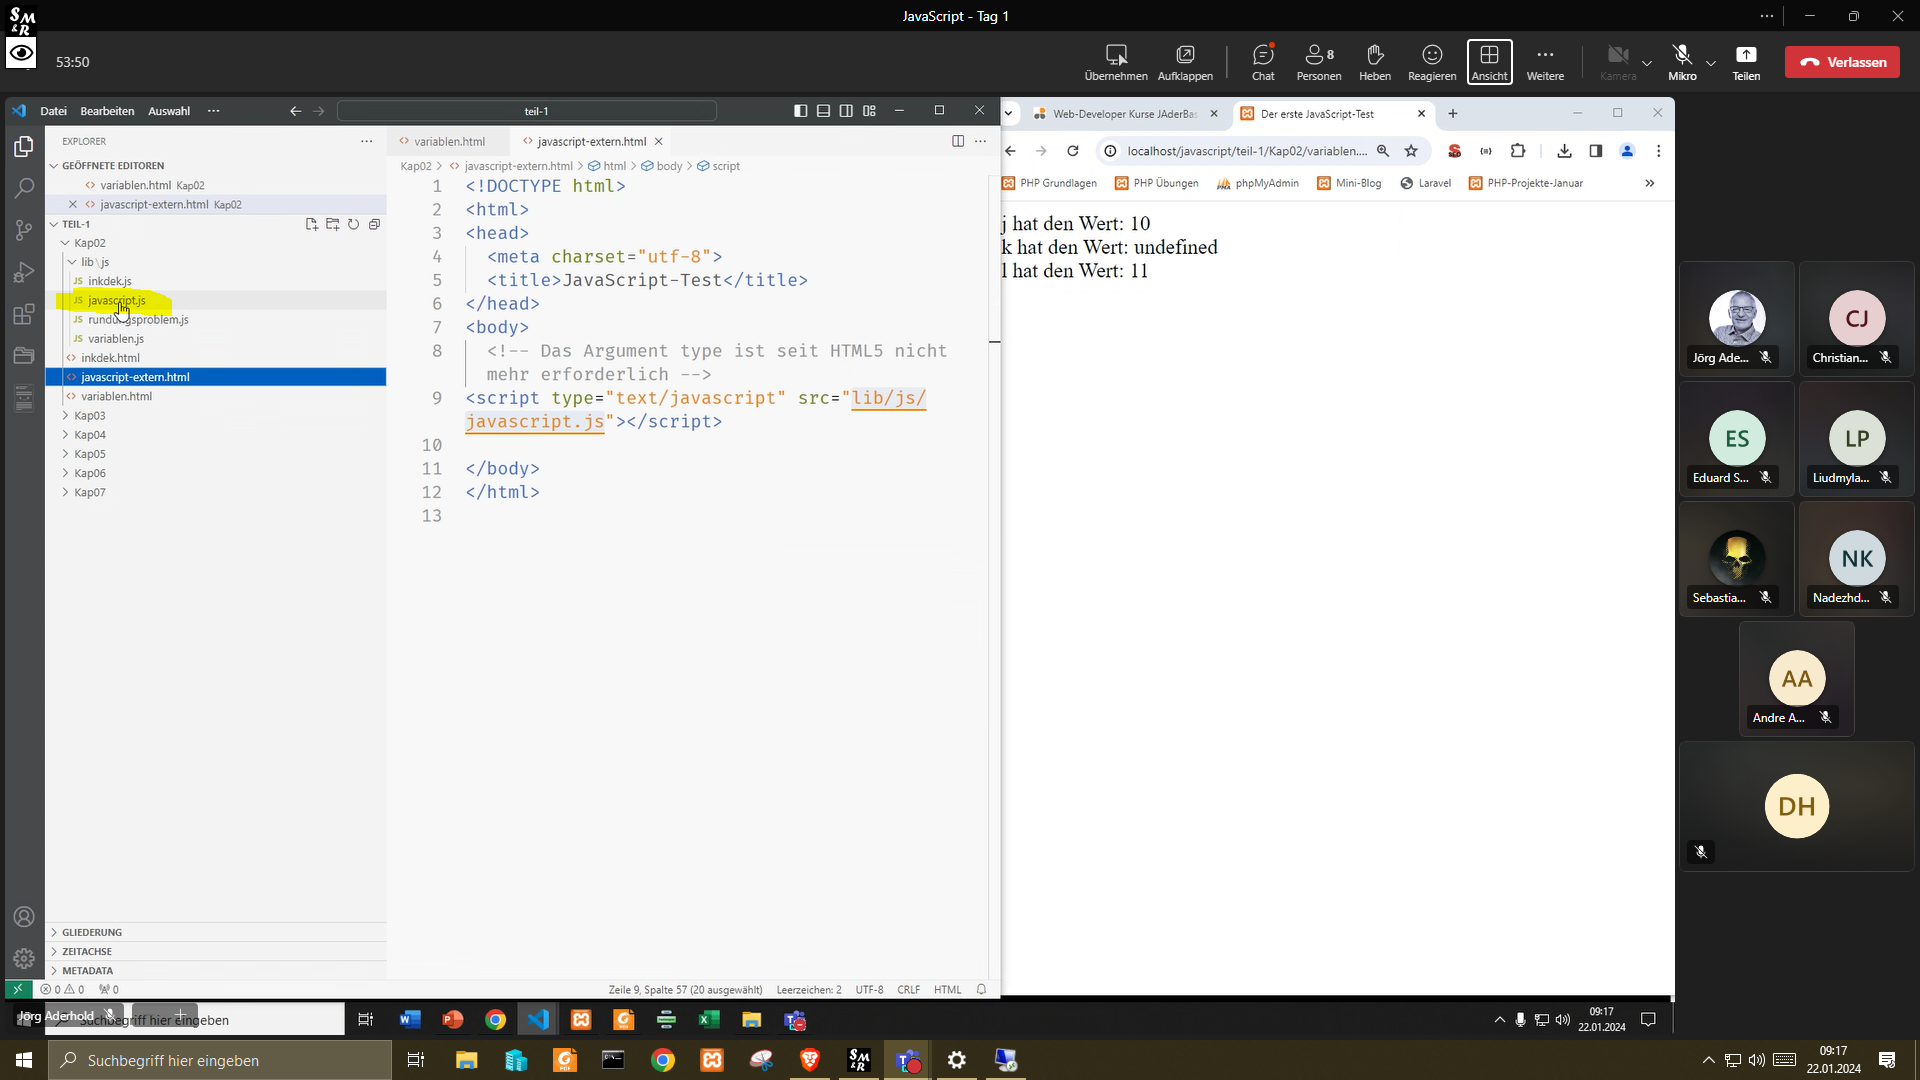 SM&R
JavaScript - Tag 1
53:50
Übernehmen
Aufklappen
Chat
8
Personen
Heben
Reagieren
Ansicht
Weitere
Kamera
Mikro
Teilen
Verlassen
Datei Bearbeiten Auswahl
teil-1
EXPLORER
GEÖFFNETE EDITOREN
variablen.html Kap02
javascript-extern.html Kap02
TEIL-1
Kap02
lib\js
JS inkdek.js
JS javascript.js
JS rundungsproblem.js
JS variablen.js
inkdek.html
javascript-extern.html
variablen.html
Kap03
Kap04
Kap05
Kap06
Kap07
GLIEDERUNG
ZEITACHSE
METADATA
variablen.html
javascript-extern.html
Kap02 > javascript-extern.html > html > body > script
1 <!DOCTYPE html>
2 <html>
3 <head>
4 <meta charset="utf-8">
5 <title>JavaScript-Test</title>
6 </head>
7 <body>
8 <!-- Das Argument type ist seit HTML5 nicht
mehr erforderlich -->
9 <script type="text/javascript" src="lib/js/
javascript.js"></script>
10
11 </body>
12 </html>
13
0 0 0
Zeile 9, Spalte 57 (20 ausgewählt) Leerzeichen: 2 UTF-8 CRLF HTML
Web-Developer Kurse JAderBas
Der erste JavaScript-Test
localhost/javascript/teil-1/Kap02/variablen....
PHP Grundlagen
PHP Übungen
phpMyAdmin
Mini-Blog
Laravel
PHP-Projekte-Januar
j hat den Wert: 10
k hat den Wert: undefined
l hat den Wert: 11
Jörg Ade...
CJ
Christian...
ES
Eduard S...
LP
Liudmyla...
Sebastia...
NK
Nadezhd...
AA
Andre A...
DH
Jörg Aderhold
Suchbegriff hier eingeben
09:17
22.01.2024
Suchbegriff hier eingeben
09:17
22.01.2024